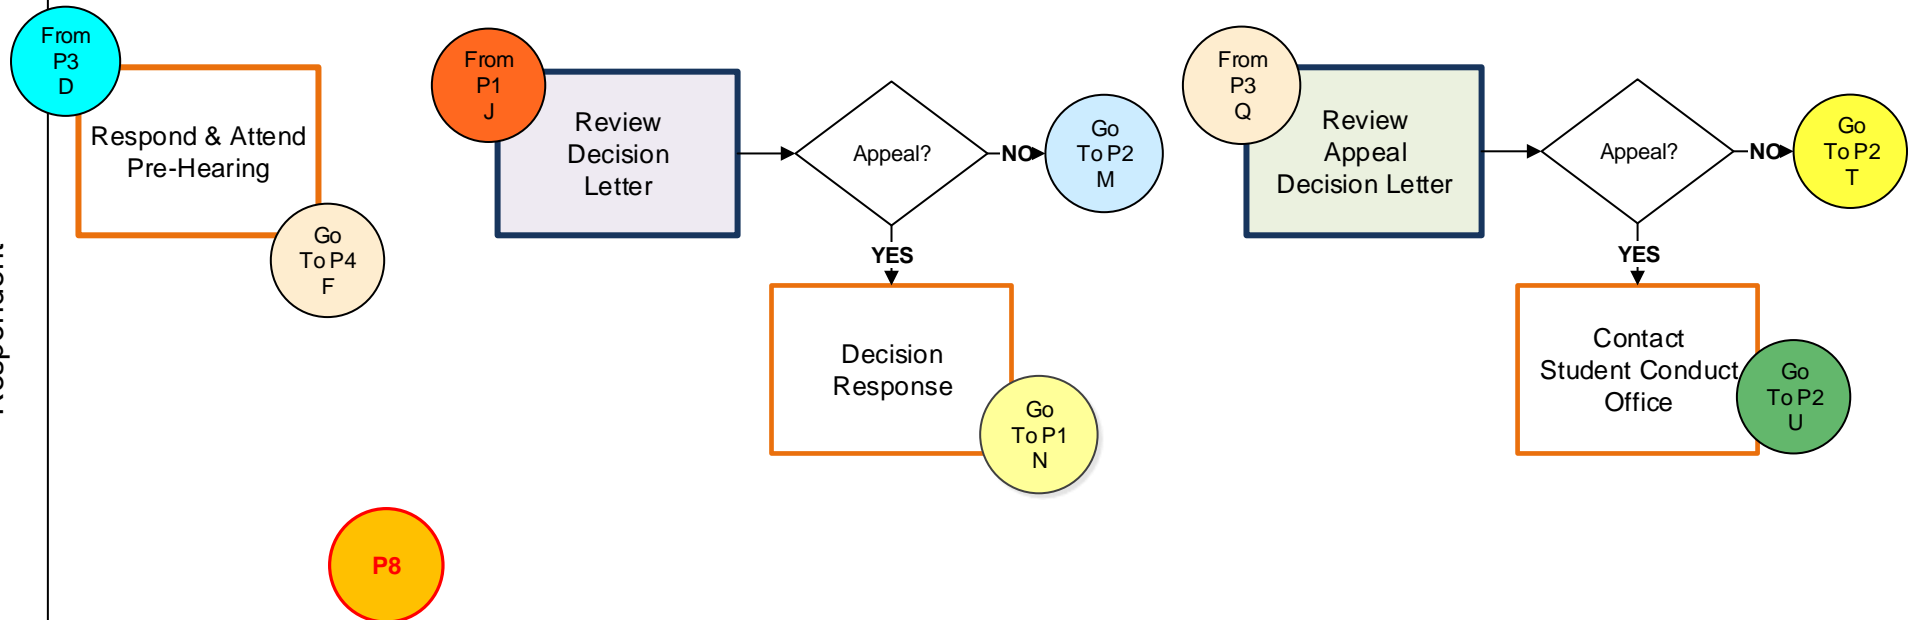 From
P3
D
Respond & Attend
Pre-Hearing
Go
To P4
F
From
P1
J
Review
Decision
Letter
Appeal?
NO
Go
To P2
M
YES
Decision
Response
Go
To P1
N
From
P3
Q
Review
Appeal
Decision Letter
Appeal?
NO
Go
To P2
T
YES
Contact
Student Conduct
Office
Go
To P2
U
P8